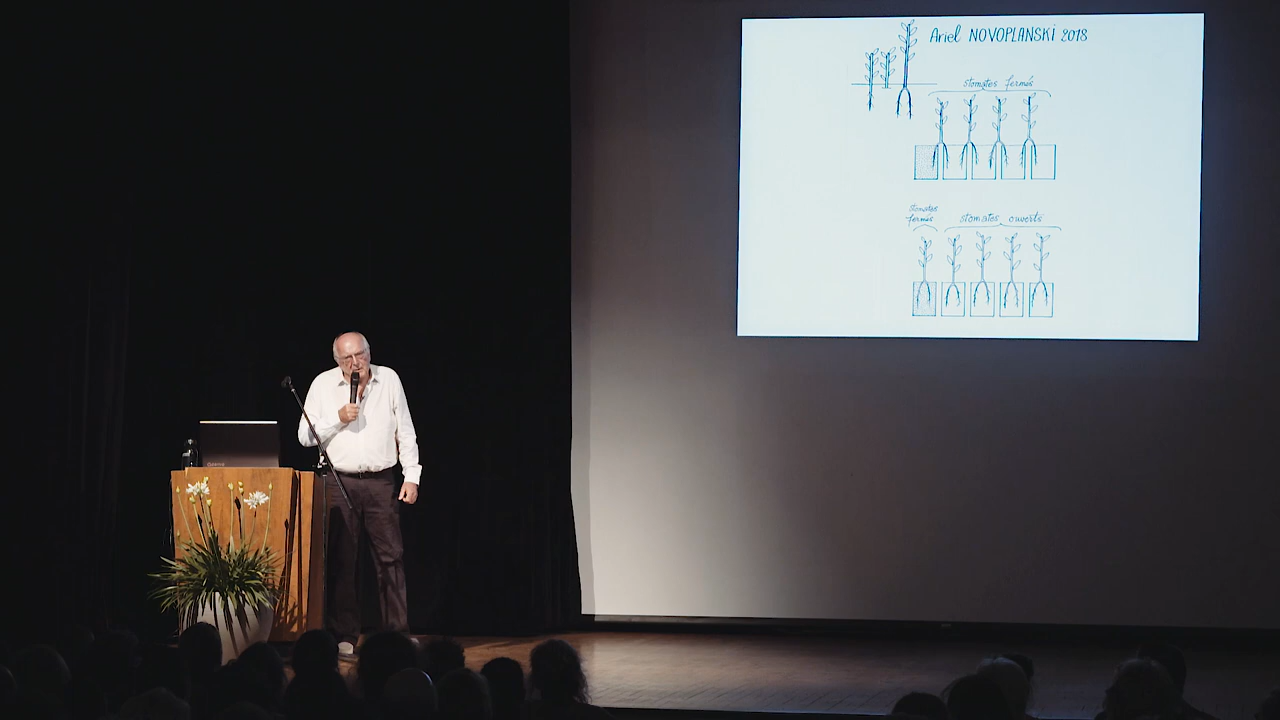 Ariel NOVOPLANSKI 2018
stomates fermés
stomates
fermés
stomates ouverts